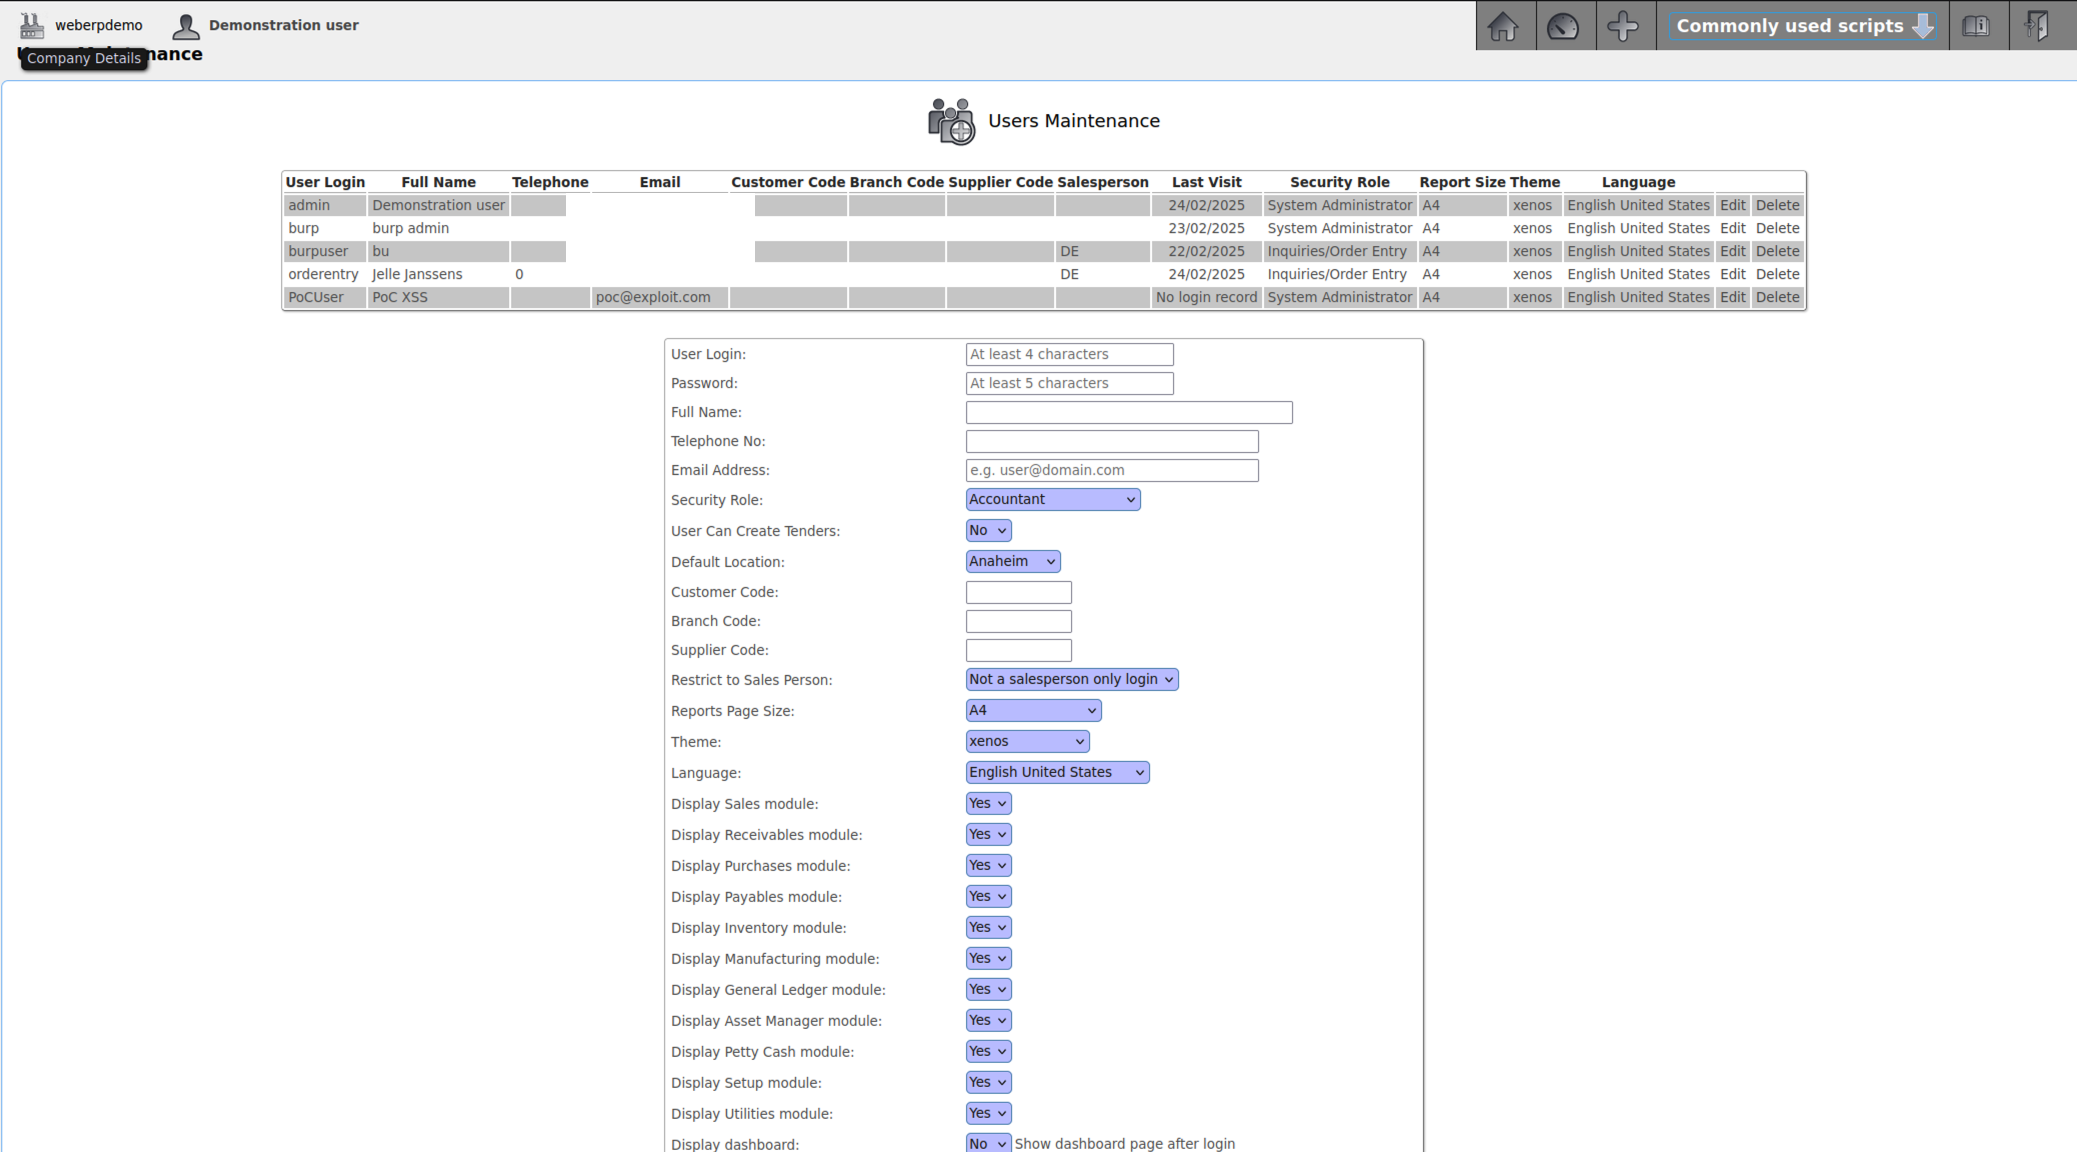 weberpdemo Demonstration user Commonly used scripts
Company Details
Users Maintenance
User Login Full Name Telephone Email Customer Code Branch Code Supplier Code Salesperson Last Visit Security Role Report Size Theme Language
admin Demonstration user 24/02/2025 System Administrator A4 xenos English United States Edit Delete
burp burp admin 23/02/2025 System Administrator A4 xenos English United States Edit Delete
burpuser bu DE 22/02/2025 Inquiries/Order Entry A4 xenos English United States Edit Delete
orderentry Jelle Janssens 0 DE 24/02/2025 Inquiries/Order Entry A4 xenos English United States Edit Delete
PoCUser PoC XSS poc@exploit.com No login record System Administrator A4 xenos English United States Edit Delete
User Login: At least 4 characters
Password: At least 5 characters
Full Name:
Telephone No:
Email Address: e.g. user@domain.com
Security Role: Accountant
User Can Create Tenders: No
Default Location: Anaheim
Customer Code:
Branch Code:
Supplier Code:
Restrict to Sales Person: Not a salesperson only login
Reports Page Size: A4
Theme: xenos
Language: English United States
Display Sales module: Yes
Display Receivables module: Yes
Display Purchases module: Yes
Display Payables module: Yes
Display Inventory module: Yes
Display Manufacturing module: Yes
Display General Ledger module: Yes
Display Asset Manager module: Yes
Display Petty Cash module: Yes
Display Setup module: Yes
Display Utilities module: Yes
Display dashboard: No Show dashboard page after login